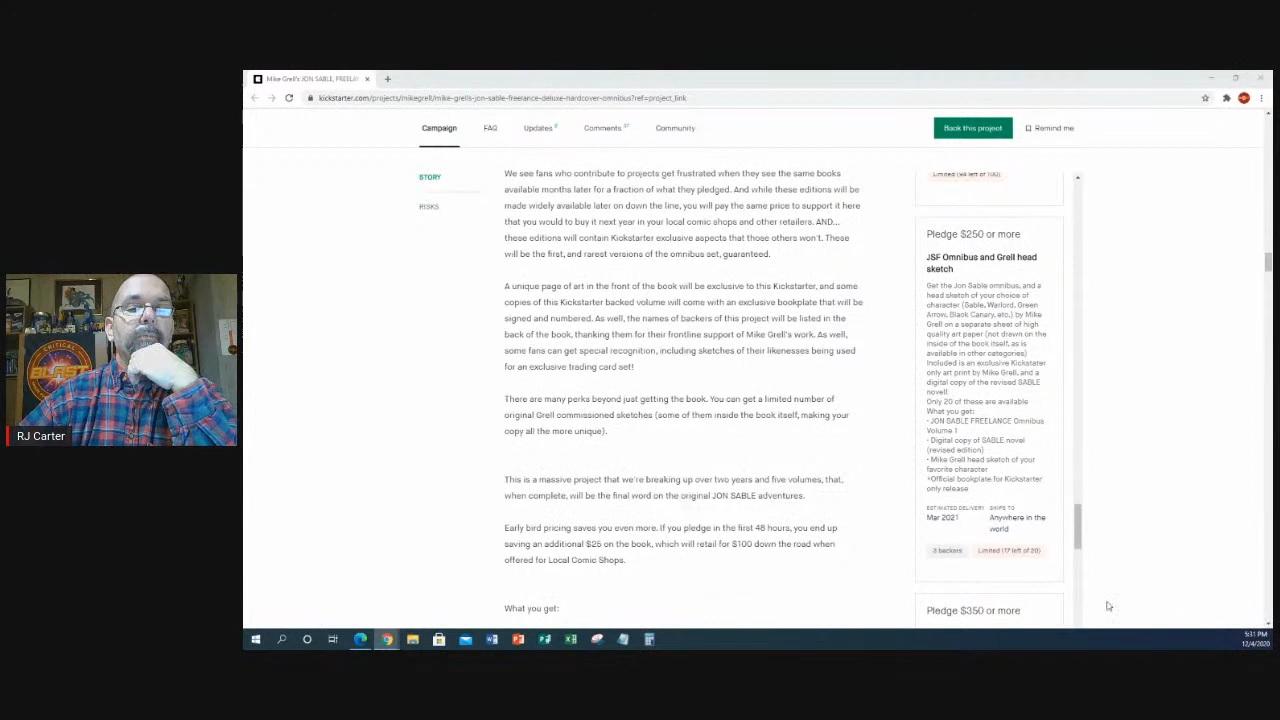 Mike Grell's JON SABLE, FREELA
kickstarter.com/projects/mikegrell/mike-grells-jon-sable-freelance-deluxe-hardcover-omnibus?ref=project_link
Campaign
FAQ
Updates
Comments
Community
Back this project
Remind me
STORY
RISKS
We see fans who contribute to projects get frustrated when they see the same books
available months later for a fraction of what they pledged. And while these editions will be
made widely available later on down the line, you will pay the same price to support it here
that you would to buy it next year in your local comic shops and other retailers. AND...
these editions will contain Kickstarter exclusive aspects that those others won't. These
will be the first, and rarest versions of the omnibus set, guaranteed.
A unique page of art in the front of the book will be exclusive to this Kickstarter, and some
copies of this Kickstarter backed volume will come with an exclusive bookplate that will be
signed and numbered. As well, the names of backers of this project will be listed in the
back of the book, thanking them for their frontline support of Mike Grell's work. As well,
some fans can get special recognition, including sketches of their likenesses being used
for an exclusive trading card set!
There are many perks beyond just getting the book. You can get a limited number of
original Grell commissioned sketches (some of them inside the book itself, making your
copy all the more unique).
This is a massive project that we're breaking up over two years and five volumes, that,
when complete, will be the final word on the original JON SABLE adventures.
Early bird pricing saves you even more. If you pledge in the first 48 hours, you end up
saving an additional $25 on the book, which will retail for $100 down the road when
offered for Local Comic Shops.
What you get:
Limited (94 left of 100)
Pledge $250 or more
JSF Omnibus and Grell head
sketch
Get the Jon Sable omnibus, and a
head sketch of your choice of
character (Sable, Warlord, Green
Arrow, Black Canary, etc.) by Mike
Grell on a separate sheet of high
quality art paper (not drawn on the
inside of the book itself, as is
available in other categories)
Included is an exclusive Kickstarter
only art print by Mike Grell, and a
digital copy of the revised SABLE
novel!
Only 20 of these are available
What you get:
• JON SABLE FREELANCE Omnibus
Volume 1
• Digital copy of SABLE novel
(revised edition)
• Mike Grell head sketch of your
favorite character
+Official bookplate for Kickstarter
only release
ESTIMATED DELIVERY
SHIPS TO
Mar 2021
Anywhere in the
world
3 backers
Limited (17 left of 20)
Pledge $350 or more
CRITICAL
BLAST
RJ Carter
5:31 PM
12/4/2020